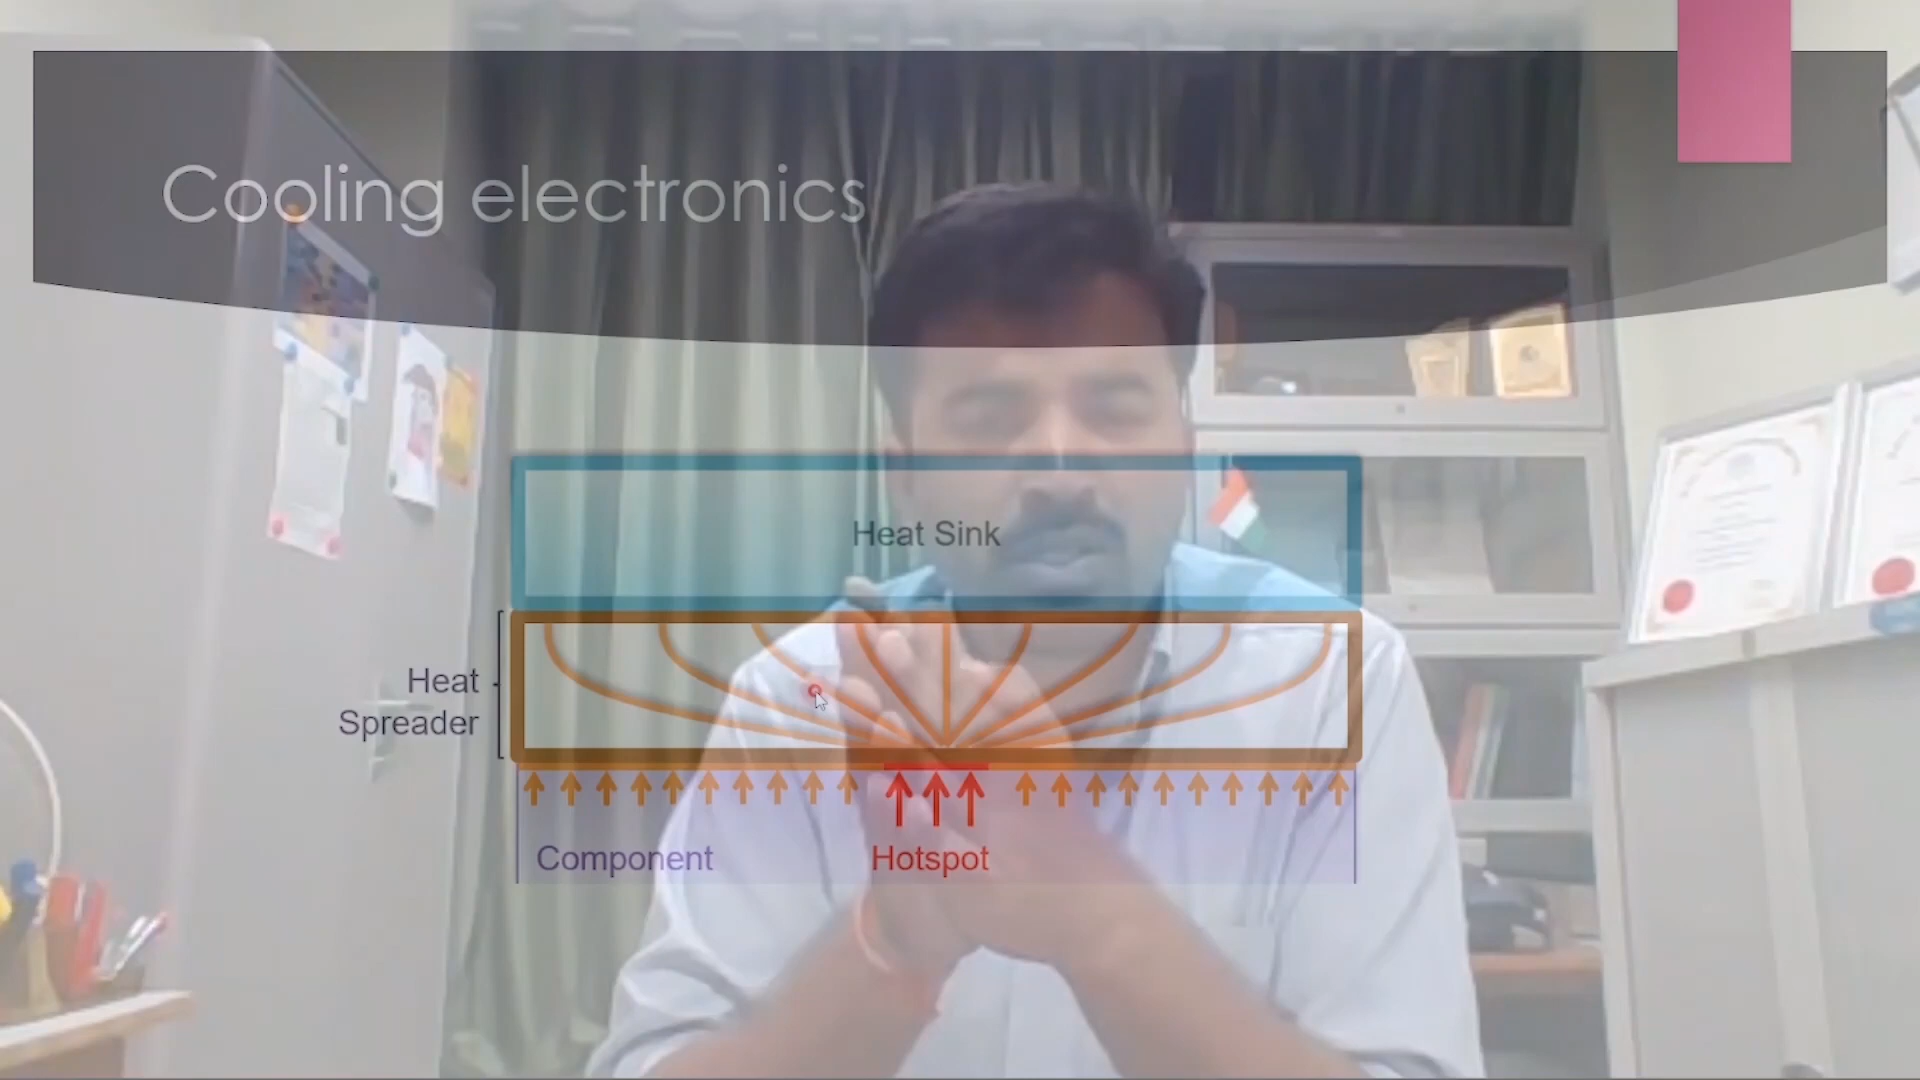 Cooling electronics
Heat Sink
Heat
Spreader
Component
Hotspot